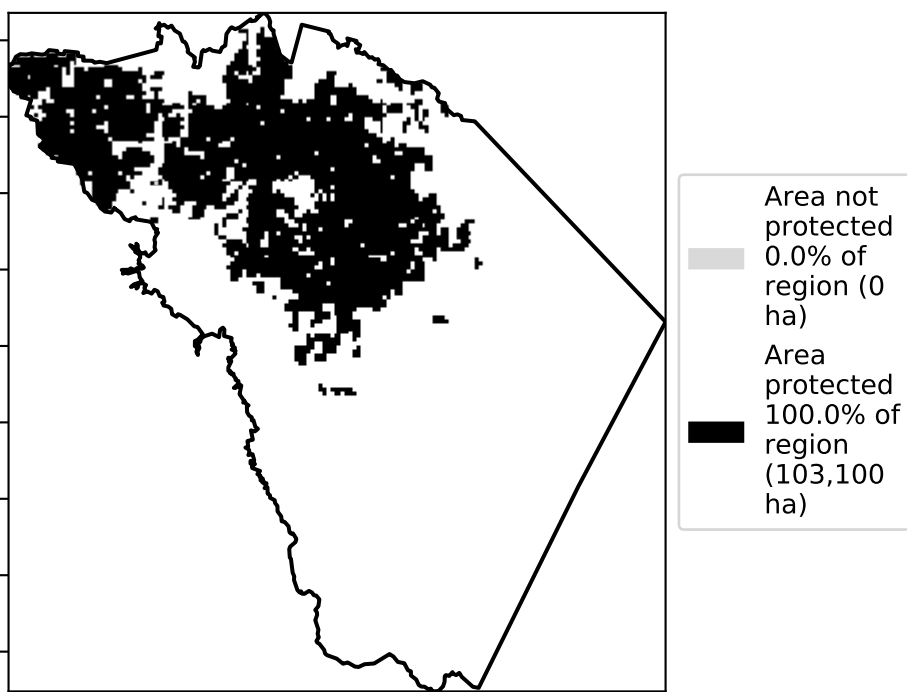 Area not
protected
0.0% of
region (0
ha)
Area
protected
100.0% of
region
(103,100
ha)